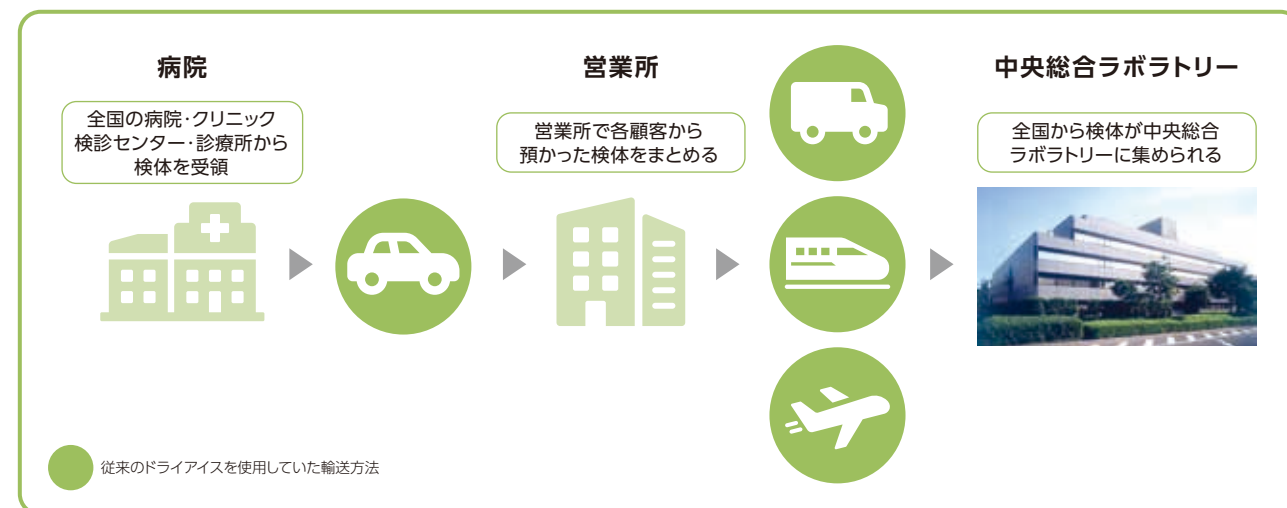 病院
全国の病院・クリニック
検診センター・診療所から
検体を受領
営業所
営業所で各顧客から
預かった検体をまとめる
中央総合ラボラトリー
全国から検体が中央総合
ラボラトリーに集められる
従来のドライアイスを使用していた輸送方法